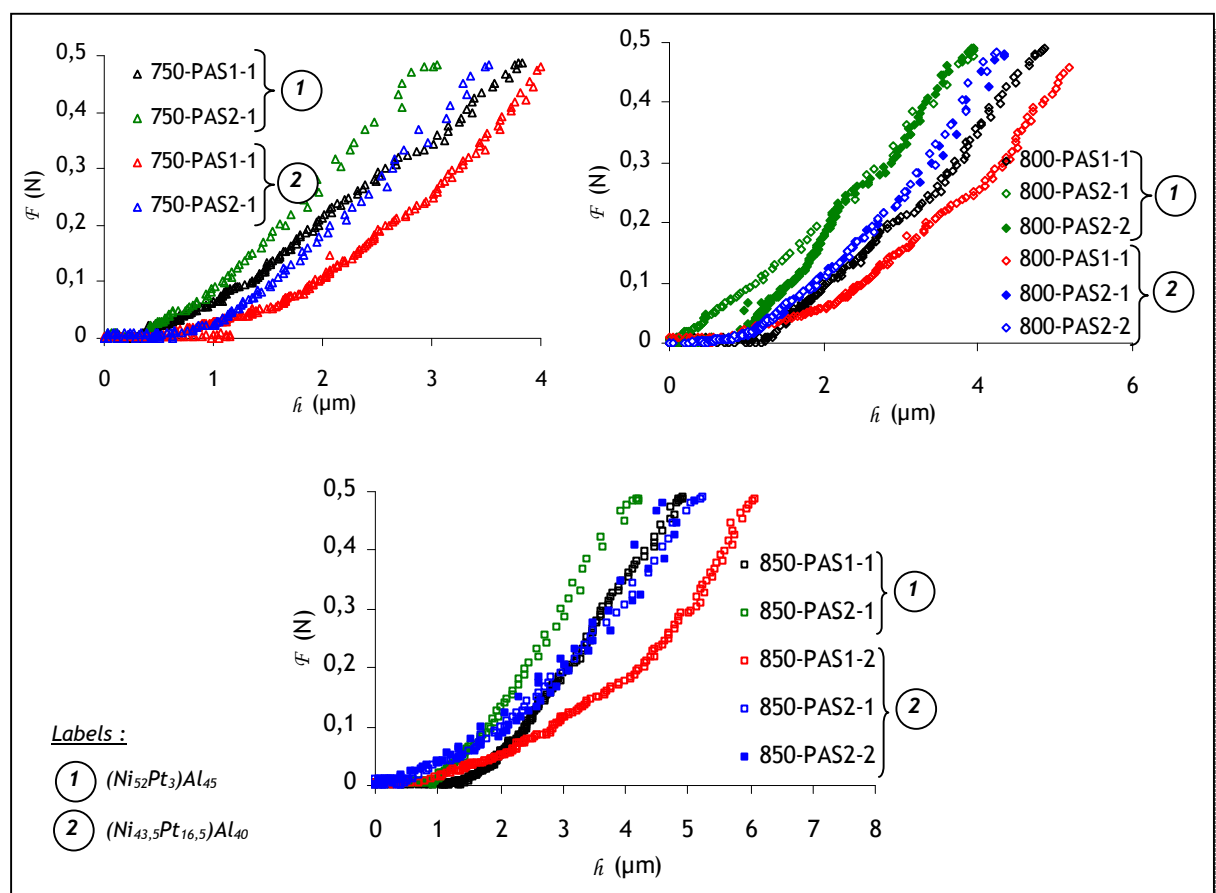 0,5
0,4
0,3
0,2
0,1
0
F (N)
0 1 2 3 4
h (µm)
750-PAS1-1
750-PAS2-1
1
750-PAS1-1
750-PAS2-1
2
0,5
0,4
0,3
0,2
0,1
0
F (N)
0 2 4 6
h (µm)
800-PAS1-1
800-PAS2-1
800-PAS2-2
1
800-PAS1-1
800-PAS2-1
800-PAS2-2
2
0,5
0,4
0,3
0,2
0,1
0
F (N)
0 1 2 3 4 5 6 7 8
h (µm)
850-PAS1-1
850-PAS2-1
1
850-PAS1-2
850-PAS2-1
850-PAS2-2
2
Labels :
1 (Ni52Pt3)Al45
2 (Ni43,5Pt16,5)Al40